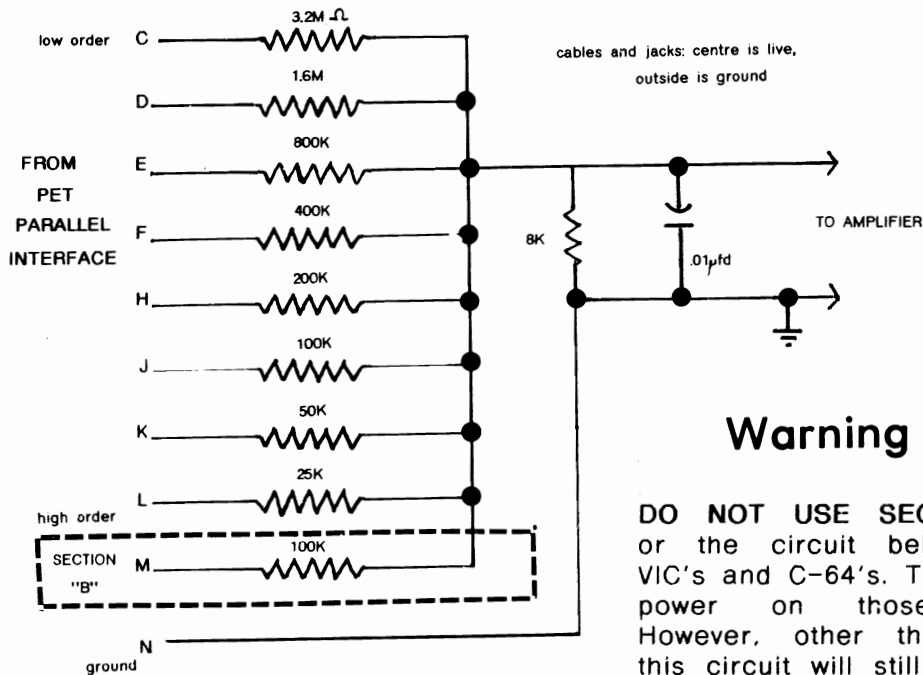 3.2M Ω
low order C
cables and jacks: centre is live,
outside is ground
1.6M
D
800K
FROM
PET
PARALLEL
INTERFACE
E
400K
F
8K
.01µfd
TO AMPLIFIER
200K
H
100K
J
50K
K
25K
L
high order
SECTION
"B"
M
100K
N
ground
Warning
DO NOT USE SEC
or the circuit bel
VIC's and C-64's. T
power on those
However, other th
this circuit will still